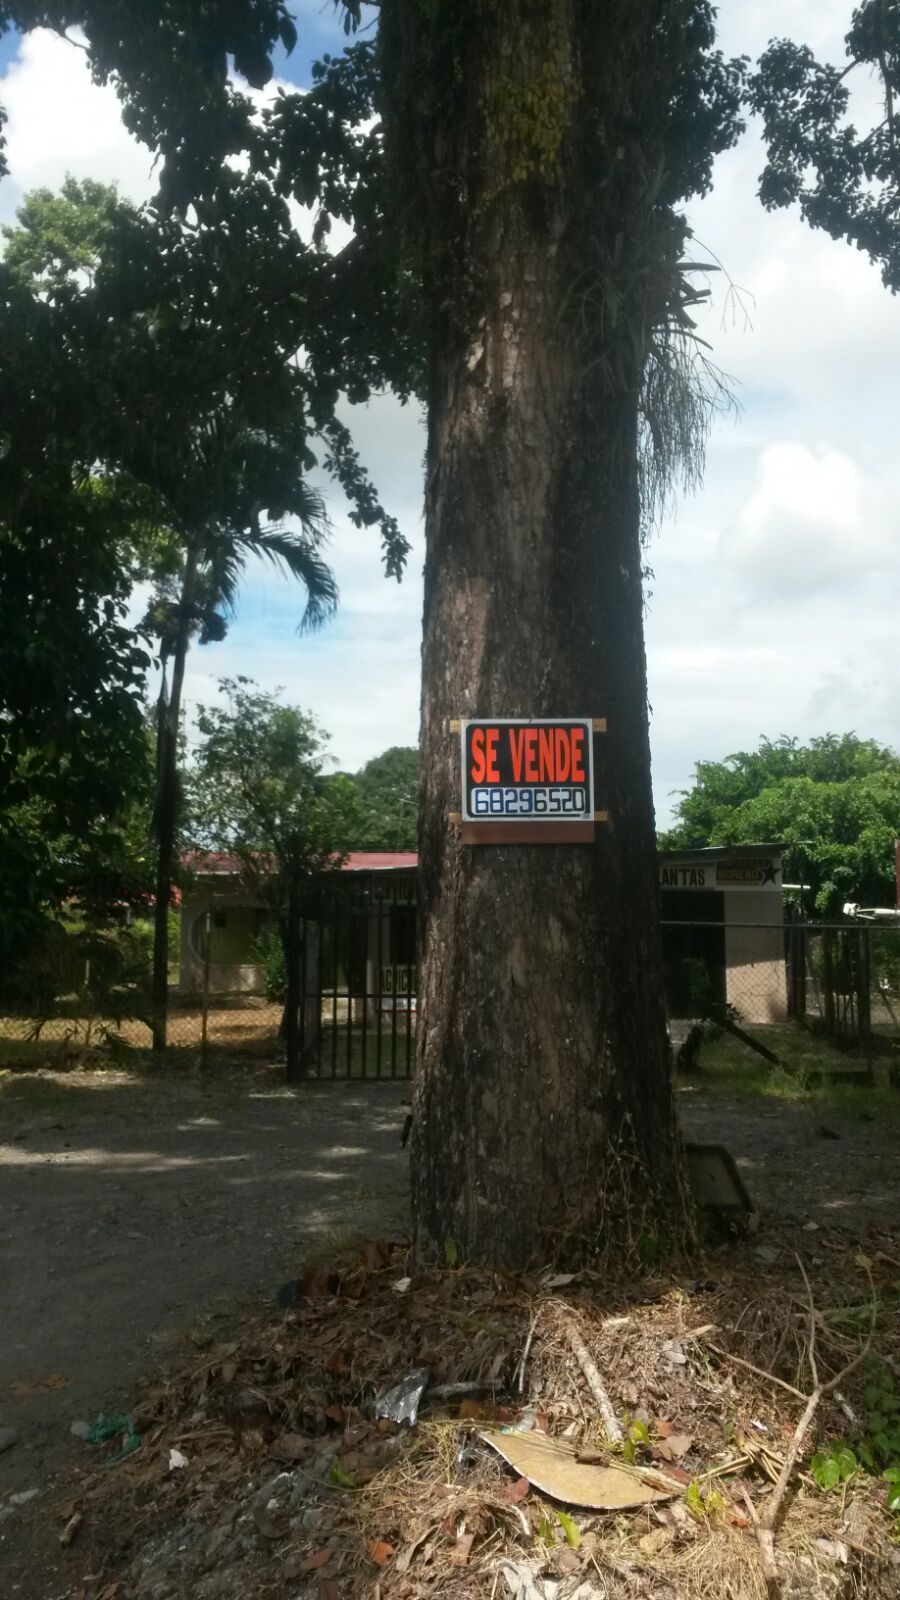 SE VENDE
68296520
ANTAS
MORENO